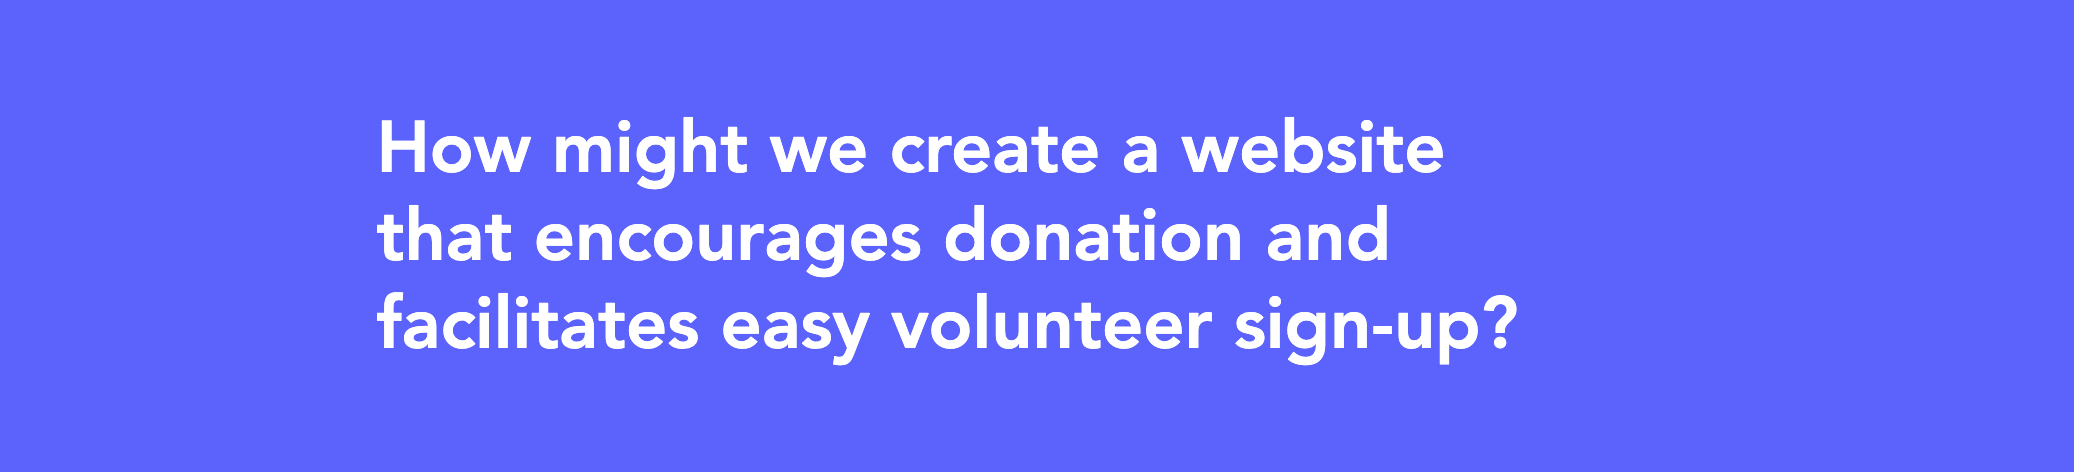 How might we create a website
that encourages donation and
facilitates easy volunteer sign-up?